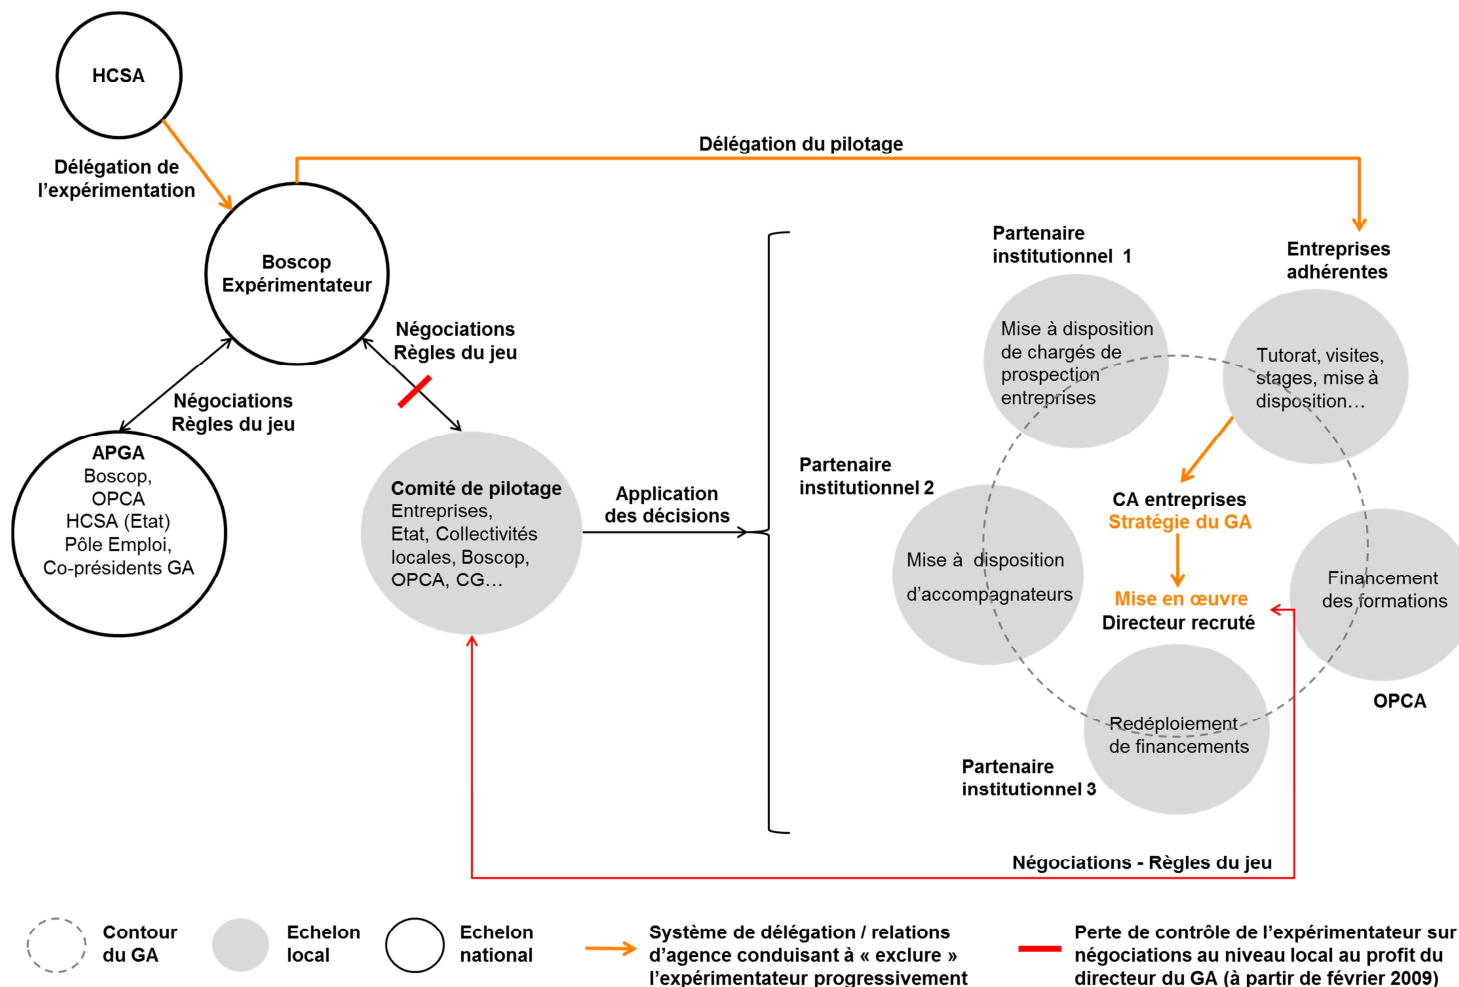 HCSA
Délégation de
l'expérimentation
Délégation du pilotage
Boscop
Expérimentateur
Négociations
Règles du jeu
Négociations
Règles du jeu
APGA
Boscop,
OPCA
HCSA (Etat)
Pôle Emploi,
Co-présidents GA
Comité de pilotage
Entreprises,
Etat, Collectivités
locales, Boscop,
OPCA, CG…
Application
des décisions
Partenaire
institutionnel 1
Mise à disposition
de chargés de
prospection
entreprises
Entreprises
adhérentes
Tutorat, visites,
stages, mise à
disposition…
Partenaire
institutionnel 2
Mise à disposition
d'accompagnateurs
CA entreprises
Stratégie du GA
Mise en œuvre
Directeur recruté
Financement
des formations
OPCA
Redéploiement
de financements
Partenaire
institutionnel 3
Négociations - Règles du jeu
Contour
du GA
Echelon
local
Echelon
national
Système de délégation / relations
d'agence conduisant à « exclure »
l'expérimentateur progressivement
Perte de contrôle de l'expérimentateur sur
négociations au niveau local au profit du
directeur du GA (à partir de février 2009)